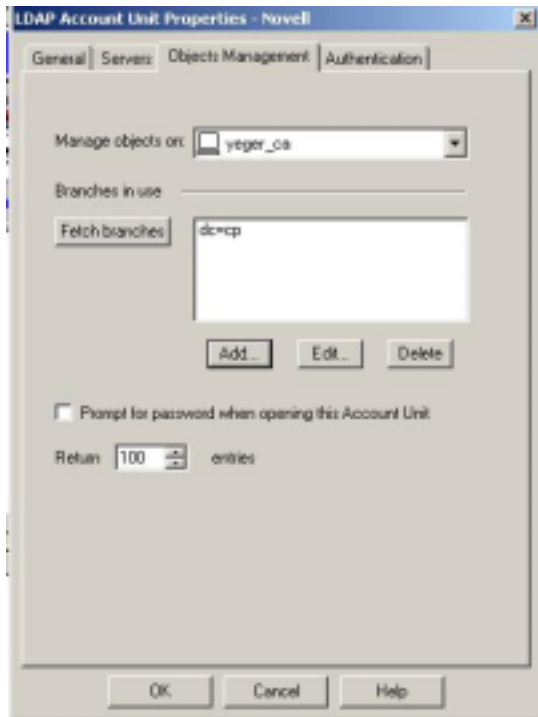 LDAP Account Unit Properties - Novell
General Servers Objects Management Authentication
Manage objects on: yeger_ca
Branches in use
Fetch branches dc=cp
Add... Edit... Delete
Prompt for password when opening this Account Unit
Return 100 entries
OK Cancel Help